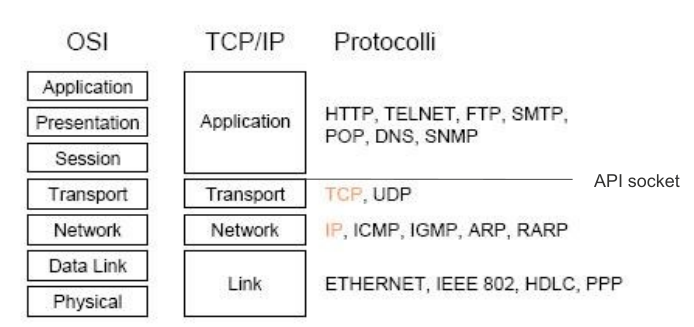 OSI TCP/IP Protocolli
Application
Presentation
Session
Transport
Network
Data Link
Physical
Application
Transport
Network
Link
HTTP, TELNET, FTP, SMTP,
POP, DNS, SNMP
API socket
TCP, UDP
IP, ICMP, IGMP, ARP, RARP
ETHERNET, IEEE 802, HDLC, PPP